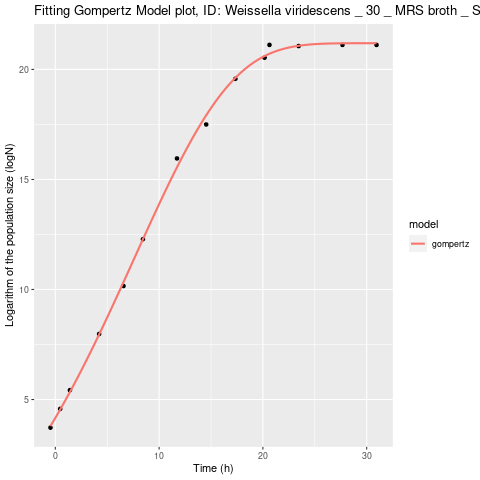 Fitting Gompertz Model plot, ID: Weissella viridescens _ 30 _ MRS broth _ S
Logarithm of the population size (logN)
20
15
10
5
0 10 20 30
Time (h)
model
gompertz